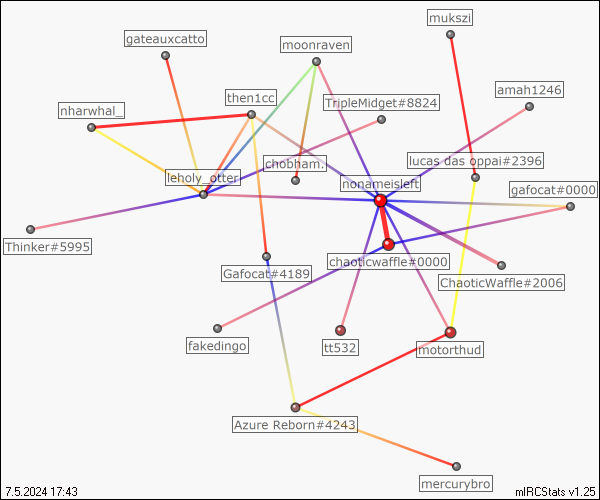 mukszi
gateauxcatto
moonraven
amah1246
then1cc
TripleMidget#8824
nharwhal_
lucas das oppai#2396
chobham.
leholy_otter
nonameisleft
gafocat#0000
Thinker#5995
chaoticwaffle#0000
Gafocat#4189
ChaoticWaffle#2006
fakedingo
tt532
motorthud
Azure Reborn#4243
mercurybro
7.5.2024 17:43
mIRCStats v1.25